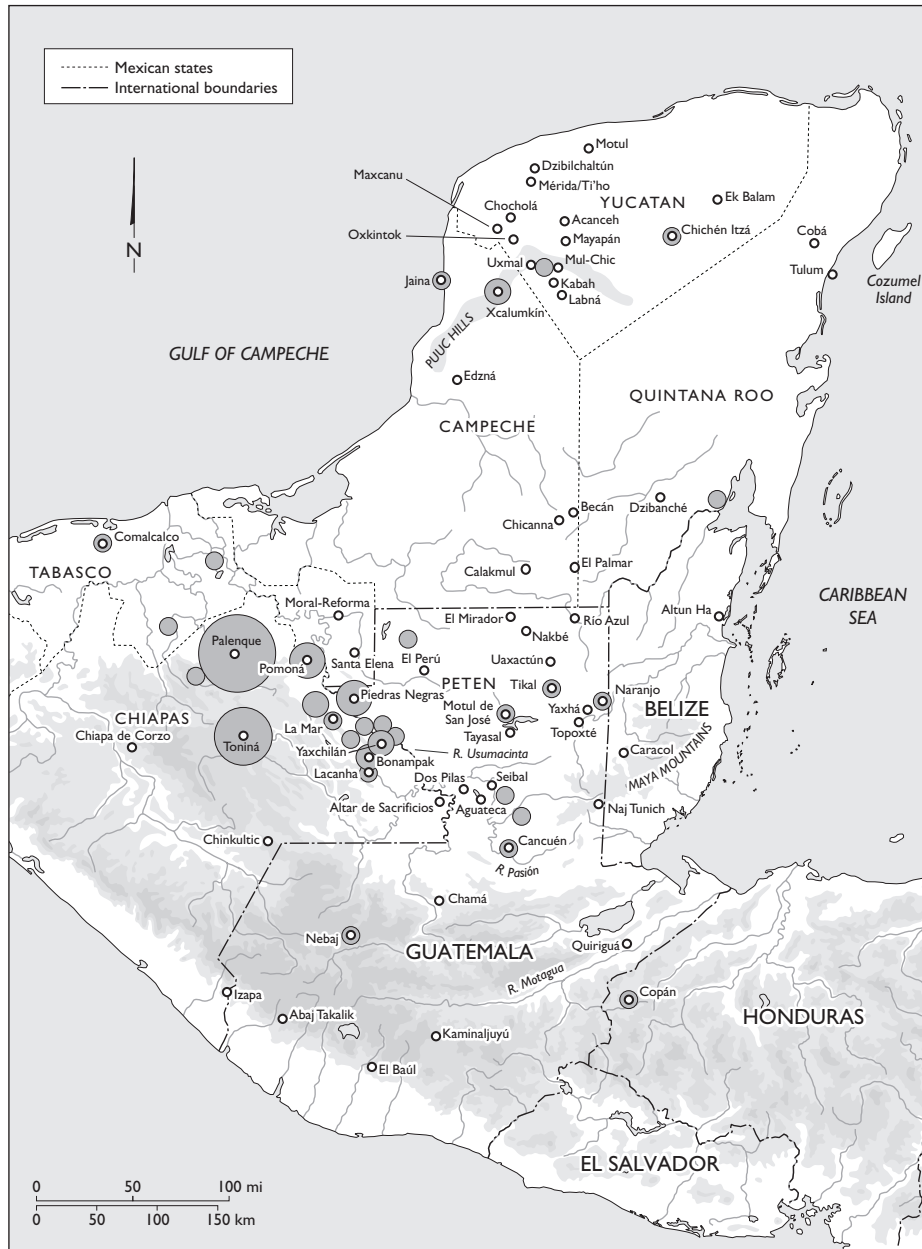 Mexican states
International boundaries
N
Motul
Dzibilchaltún
Mérida/Ti'ho
Maxcanu
Ek Balam
YUCATAN
Chocholá
Acanceh
Oxkintok
Mayapán
Chichén Itzá
Cobá
Uxmal
Mul-Chic
Tulum
Cozumel
Island
Jaina
Kabah
Labná
Xcalumkín
PUUC HILLS
GULF OF CAMPECHE
Edzná
QUINTANA ROO
CAMPECHE
Becán
Dzibanché
Chicanna
Comalcalco
TABASCO
Calakmul
El Palmar
CARIBBEAN
SEA
Moral-Reforma
El Mirador
Río Azul
Altun Ha
Nakbé
Palenque
Pomoná
Santa Elena
El Perú
Uaxactún
PETEN
Tikal
Piedras Negras
Naranjo
Motul de
San José
Yaxhá
BELIZE
CHIAPAS
La Mar
Tayasal
Topoxté
Chiapa de Corzo
Toniná
Yaxchilán
R. Usumacinta
Bonampak
Caracol
MAYA MOUNTAINS
Lacanha
Dos Pilas
Seibal
Altar de Sacrificios
Aguateca
Naj Tunich
Chinkultic
Cancuén
R. Pasión
Chamá
Nebaj
GUATEMALA
Quiriguá
R. Motagua
Izapa
Copán
Abaj Takalik
HONDURAS
Kaminaljuyú
El Baúl
EL SALVADOR
0 50 100 mi
0 50 100 150 km